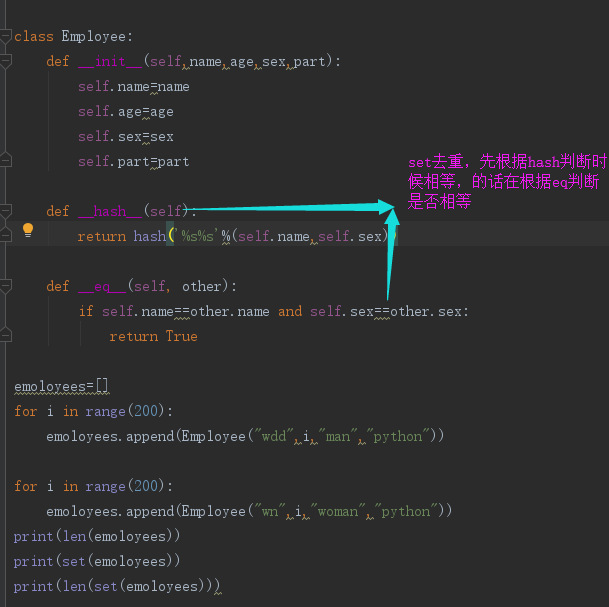 class Employee:
    def __init__(self,name,age,sex,part):
        self.name=name
        self.age=age
        self.sex=sex
        self.part=part
set去重，先根据hash判断时
候相等，的话在根据eq判断
是否相等
    def __hash__(self):
        return hash('%s%s'%(self.name,self.sex))
    def __eq__(self, other):
        if self.name==other.name and self.sex==other.sex:
            return True
emoloyees=[]
for i in range(200):
    emoloyees.append(Employee("wdd",i,"man","python"))
for i in range(200):
    emoloyees.append(Employee("wn",i,"woman","python"))
print(len(emoloyees))
print(set(emoloyees))
print(len(set(emoloyees)))